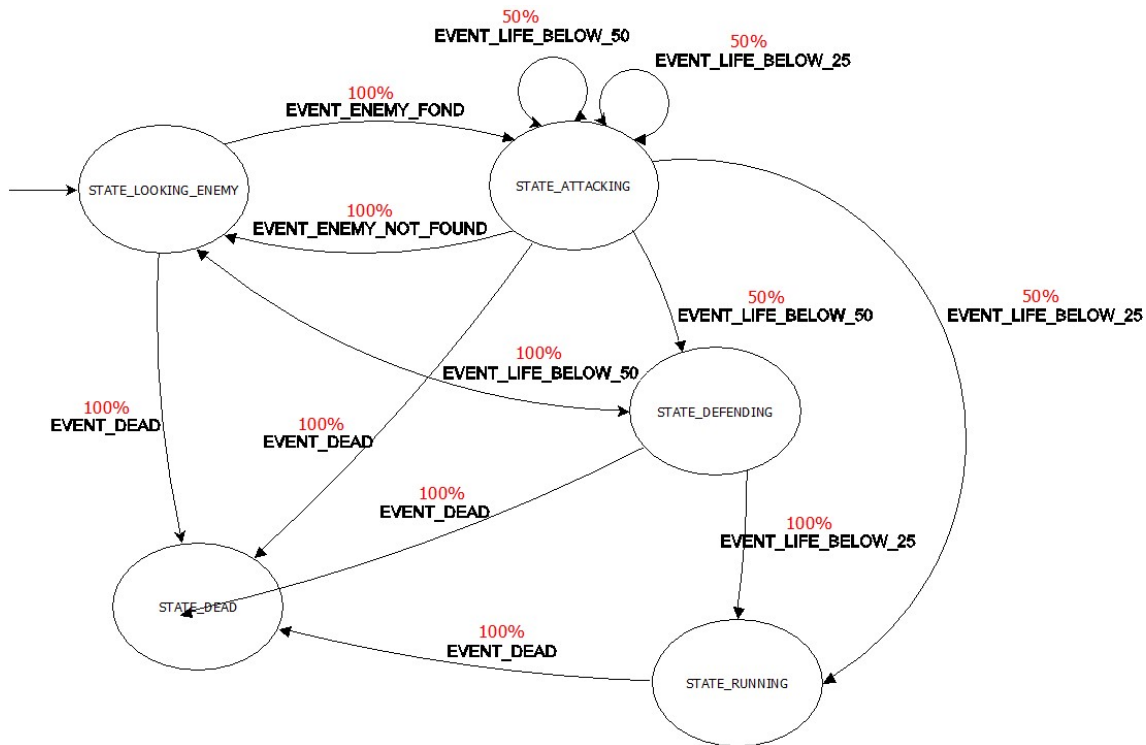 50%
EVENT_LIFE_BELOW_50
50%
EVENT_LIFE_BELOW_25
100%
EVENT_ENEMY_FOND
STATE_LOOKING_ENEMY
STATE_ATTACKING
100%
EVENT_ENEMY_NOT_FOUND
50%
EVENT_LIFE_BELOW_50
50%
EVENT_LIFE_BELOW_25
100%
EVENT_LIFE_BELOW_50
STATE_DEFENDING
100%
EVENT_DEAD
100%
EVENT_DEAD
100%
EVENT_DEAD
100%
EVENT_LIFE_BELOW_25
STATE_DEAD
100%
EVENT_DEAD
STATE_RUNNING